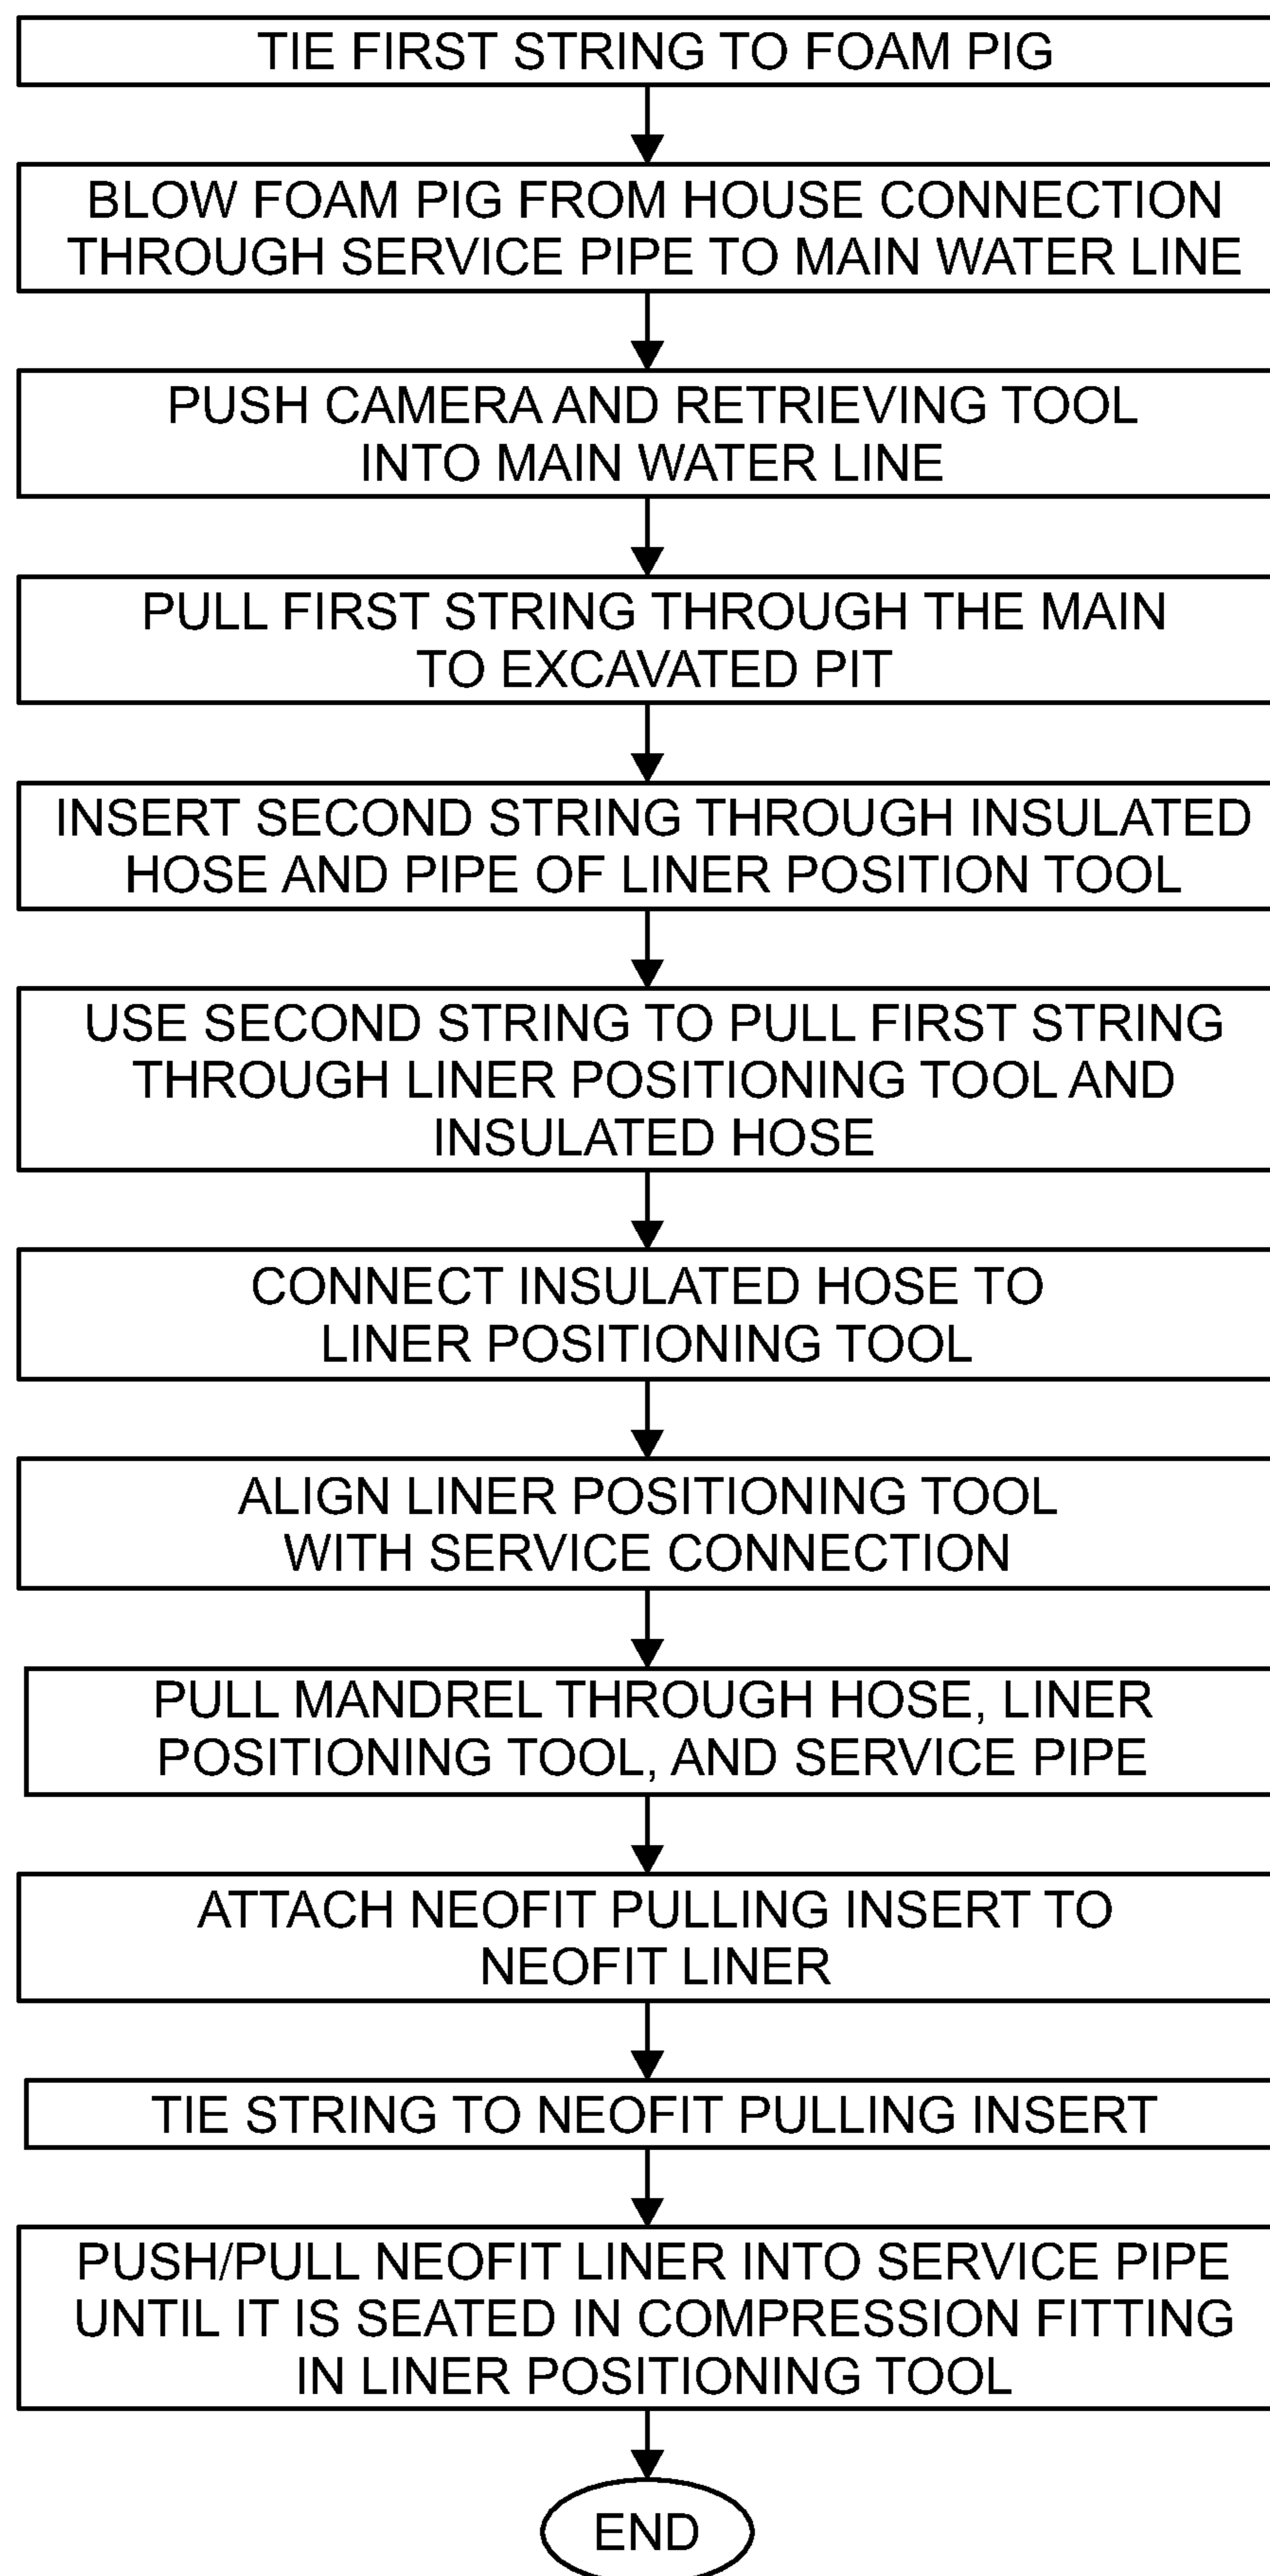 TIE FIRST STRING TO FOAM PIG
BLOW FOAM PIG FROM HOUSE CONNECTION
THROUGH SERVICE PIPE TO MAIN WATER LINE
PUSH CAMERA AND RETRIEVING TOOL
INTO MAIN WATER LINE
PULL FIRST STRING THROUGH THE MAIN
TO EXCAVATED PIT
INSERT SECOND STRING THROUGH INSULATED
HOSE AND PIPE OF LINER POSITION TOOL
USE SECOND STRING TO PULL FIRST STRING
THROUGH LINER POSITIONING TOOL AND
INSULATED HOSE
CONNECT INSULATED HOSE TO
LINER POSITIONING TOOL
ALIGN LINER POSITIONING TOOL
WITH SERVICE CONNECTION
PULL MANDREL THROUGH HOSE, LINER
POSITIONING TOOL, AND SERVICE PIPE
ATTACH NEOFIT PULLING INSERT TO
NEOFIT LINER
TIE STRING TO NEOFIT PULLING INSERT
PUSH/PULL NEOFIT LINER INTO SERVICE PIPE
UNTIL IT IS SEATED IN COMPRESSION FITTING
IN LINER POSITIONING TOOL
END